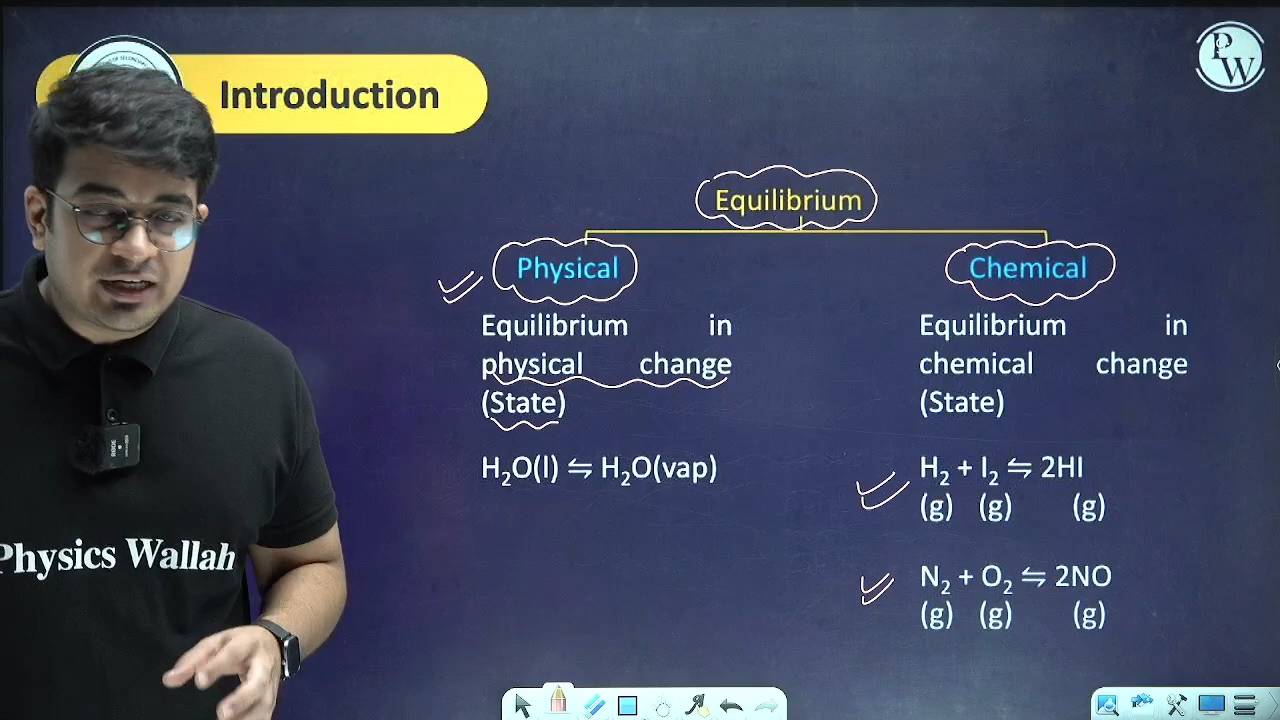 Introduction
PW
Equilibrium
Physical
Chemical
Equilibrium in
physical change
(State)
H₂O(l) ⇋ H₂O(vap)
Equilibrium in
chemical change
(State)
H₂ + I₂ ⇋ 2HI
(g) (g) (g)
N₂ + O₂ ⇋ 2NO
(g) (g) (g)
Physics Wallah
RØDE